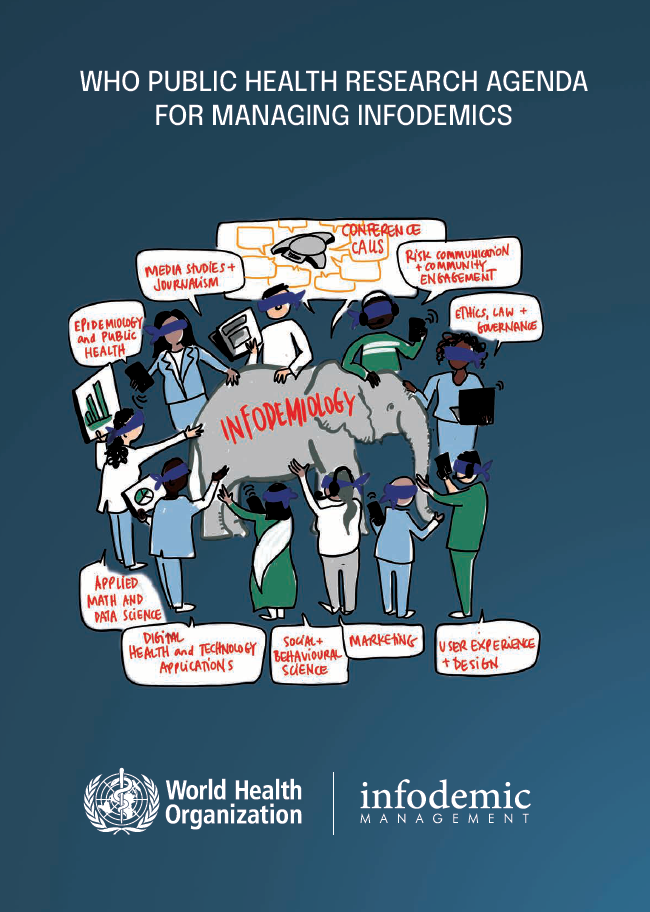 WHO PUBLIC HEALTH RESEARCH AGENDA
FOR MANAGING INFODEMICS
CONFERENCE
CALLS
MEDIA STUDIES +
JOURNALISM
RISK COMMUNICATION
+ COMMUNITY
ENGAGEMENT
EPIDEMIOLOGY
and PUBLIC
HEALTH
ETHICS, LAW +
GOVERNANCE
INFODEMIOLOGY
APPLIED
MATH AND
DATA SCIENCE
DIGITAL
HEALTH and TECHNOLOGY
APPLICATIONS
SOCIAL +
BEHAVIOURAL
SCIENCE
MARKETING
USER EXPERIENCE
+ DESIGN
World Health
Organization
infodemic
MANAGEMENT